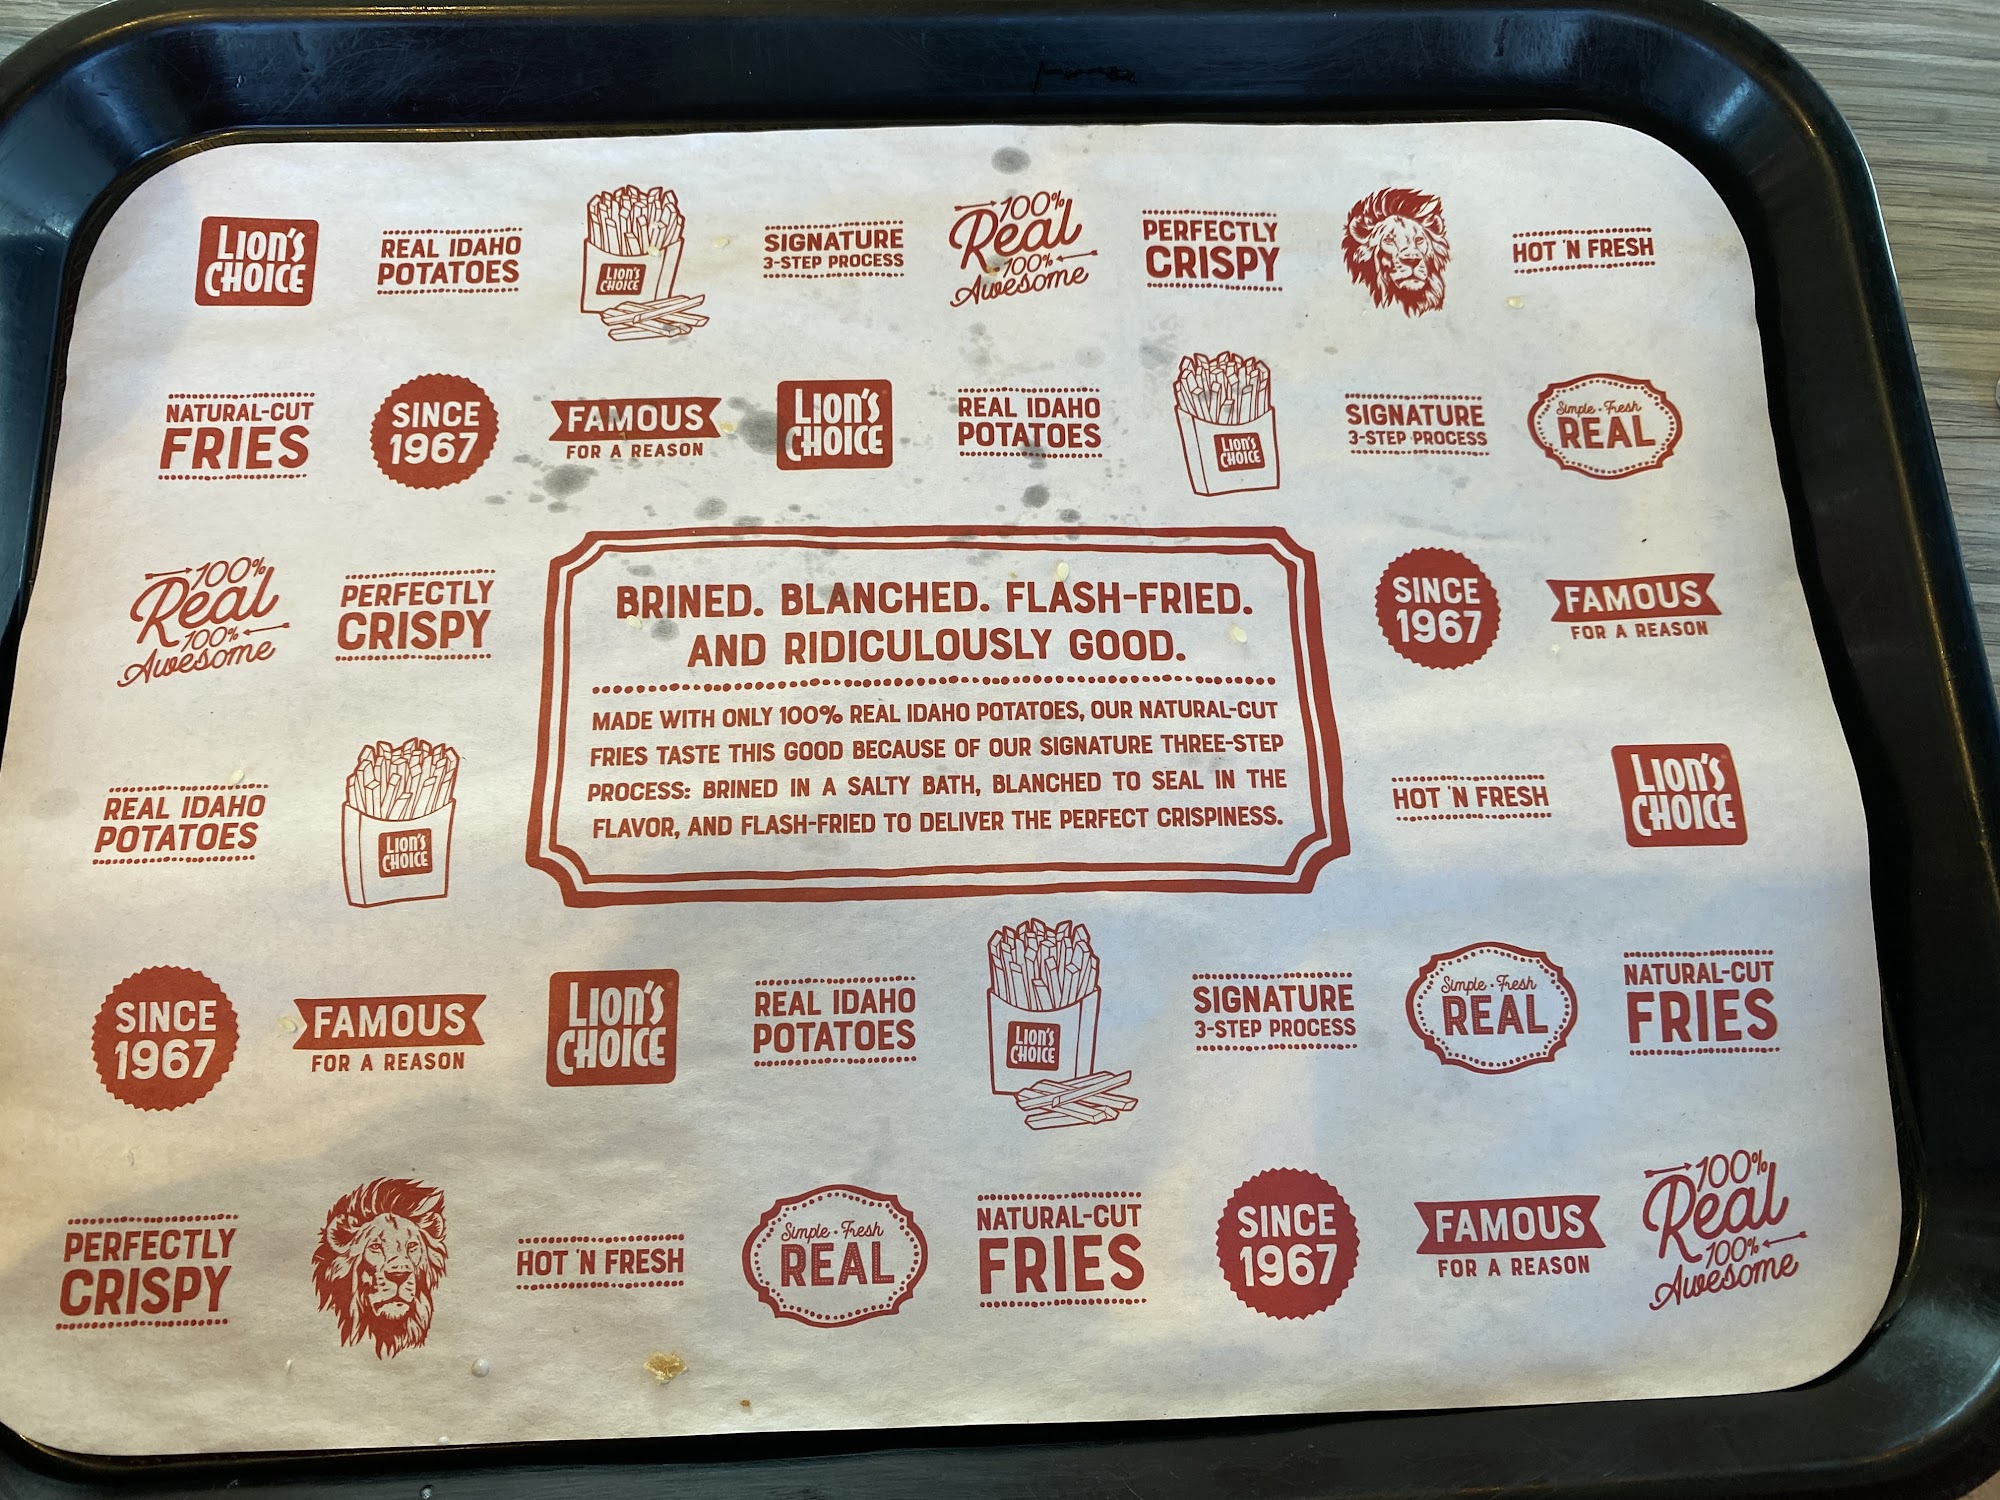 LION'S
CHOICE
REAL IDAHO
POTATOES
LION'S
CHOICE
SIGNATURE
3-STEP PROCESS
100%
Real
100%
Awesome
PERFECTLY
CRISPY
HOT 'N FRESH
NATURAL-CUT
FRIES
SINCE
1967
FAMOUS
FOR A REASON
LION'S
CHOICE
REAL IDAHO
POTATOES
LION'S
CHOICE
SIGNATURE
3-STEP PROCESS
Simple • Fresh
REAL
100%
Real
100%
Awesome
PERFECTLY
CRISPY
BRINED. BLANCHED. FLASH-FRIED.
AND RIDICULOUSLY GOOD.
MADE WITH ONLY 100% REAL IDAHO POTATOES, OUR NATURAL-CUT
FRIES TASTE THIS GOOD BECAUSE OF OUR SIGNATURE THREE-STEP
PROCESS: BRINED IN A SALTY BATH, BLANCHED TO SEAL IN THE
FLAVOR, AND FLASH-FRIED TO DELIVER THE PERFECT CRISPINESS.
SINCE
1967
FAMOUS
FOR A REASON
REAL IDAHO
POTATOES
LION'S
CHOICE
HOT 'N FRESH
LION'S
CHOICE
SINCE
1967
FAMOUS
FOR A REASON
LION'S
CHOICE
REAL IDAHO
POTATOES
LION'S
CHOICE
SIGNATURE
3-STEP PROCESS
Simple • Fresh
REAL
NATURAL-CUT
FRIES
PERFECTLY
CRISPY
HOT 'N FRESH
Simple • Fresh
REAL
NATURAL-CUT
FRIES
SINCE
1967
FAMOUS
FOR A REASON
100%
Real
100%
Awesome